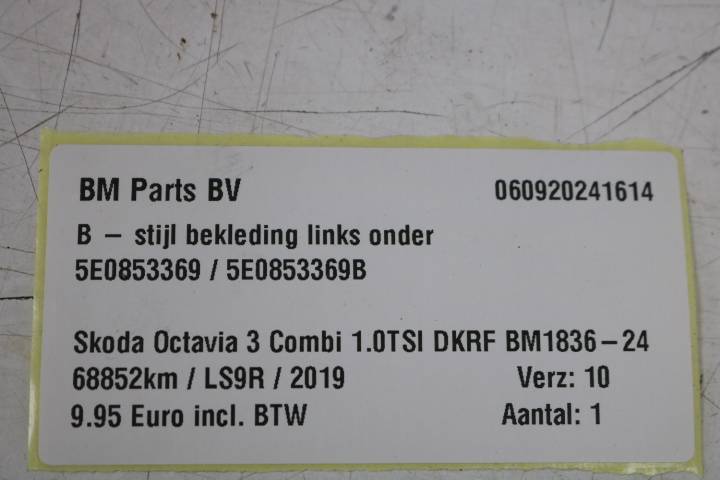 BM Parts BV 060920241614
B – stijl bekleding links onder
5E0853369 / 5E0853369B
Skoda Octavia 3 Combi 1.0TSI DKRF BM1836–24
68852km / LS9R / 2019 Verz: 10
9.95 Euro incl. BTW Aantal: 1